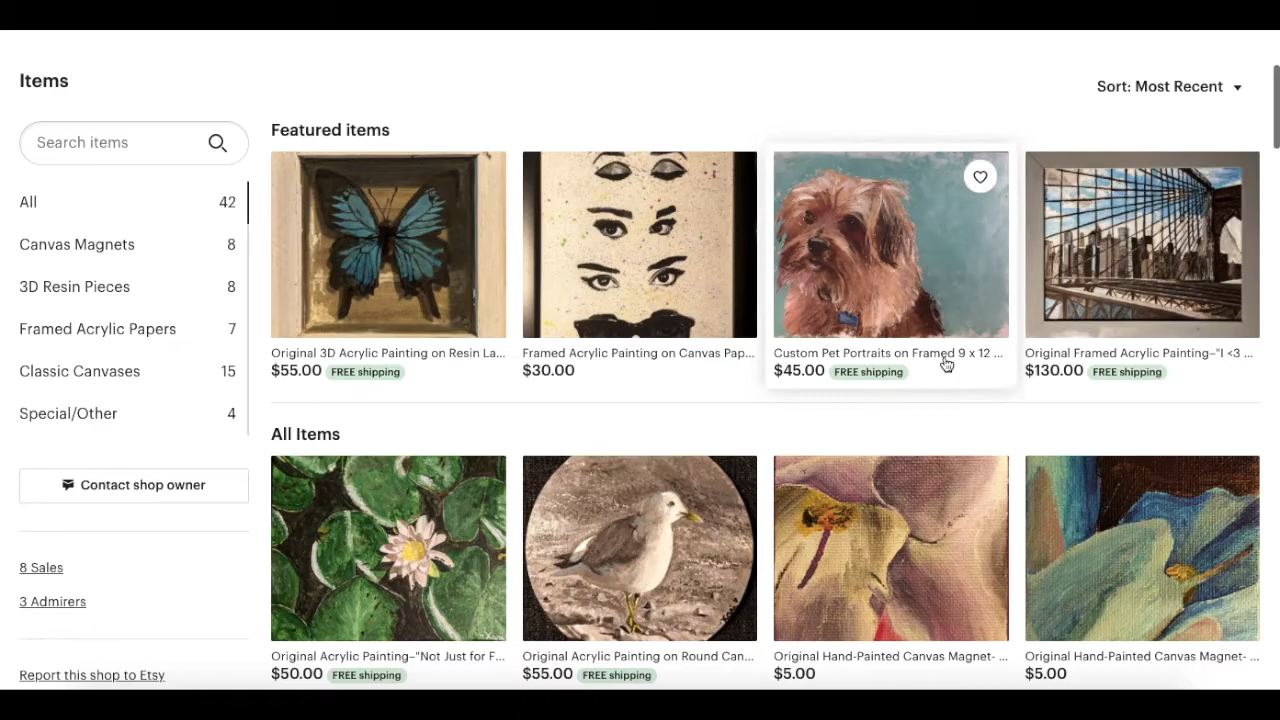 Items
Sort: Most Recent
Search items
All 42
Canvas Magnets 8
3D Resin Pieces 8
Framed Acrylic Papers 7
Classic Canvases 15
Special/Other 4
Contact shop owner
8 Sales
3 Admirers
Report this shop to Etsy
Featured items
Original 3D Acrylic Painting on Resin La...
$55.00 FREE shipping
Framed Acrylic Painting on Canvas Pap...
$30.00
Custom Pet Portraits on Framed 9 x 12 ...
$45.00 FREE shipping
Original Framed Acrylic Painting–"I <3 ...
$130.00 FREE shipping
All Items
Original Acrylic Painting–"Not Just for F...
$50.00 FREE shipping
Original Acrylic Painting on Round Can...
$55.00 FREE shipping
Original Hand-Painted Canvas Magnet- ...
$5.00
Original Hand-Painted Canvas Magnet- ...
$5.00